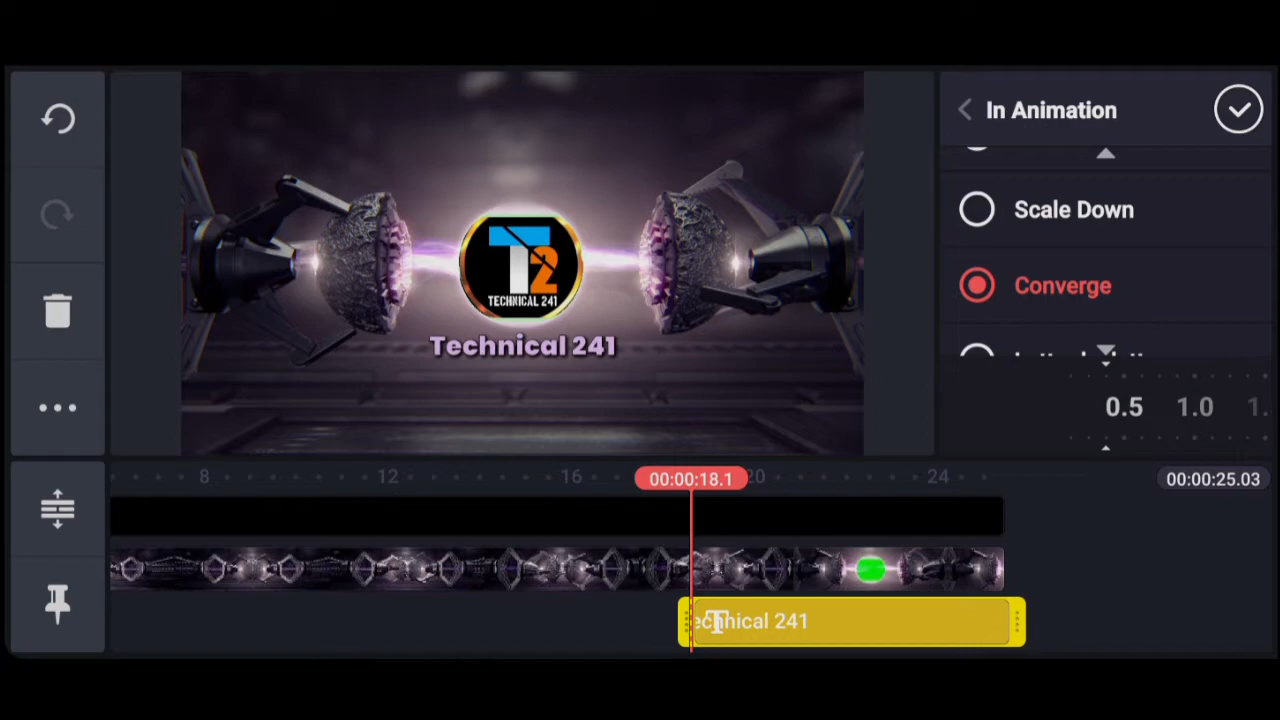 In Animation
Scale Down
Converge
0.5 1.0 1.
T2
TECHNICAL 241
Technical 241
8 12 16 20 24
00:00:18.1
00:00:25.03
T
echnical 241